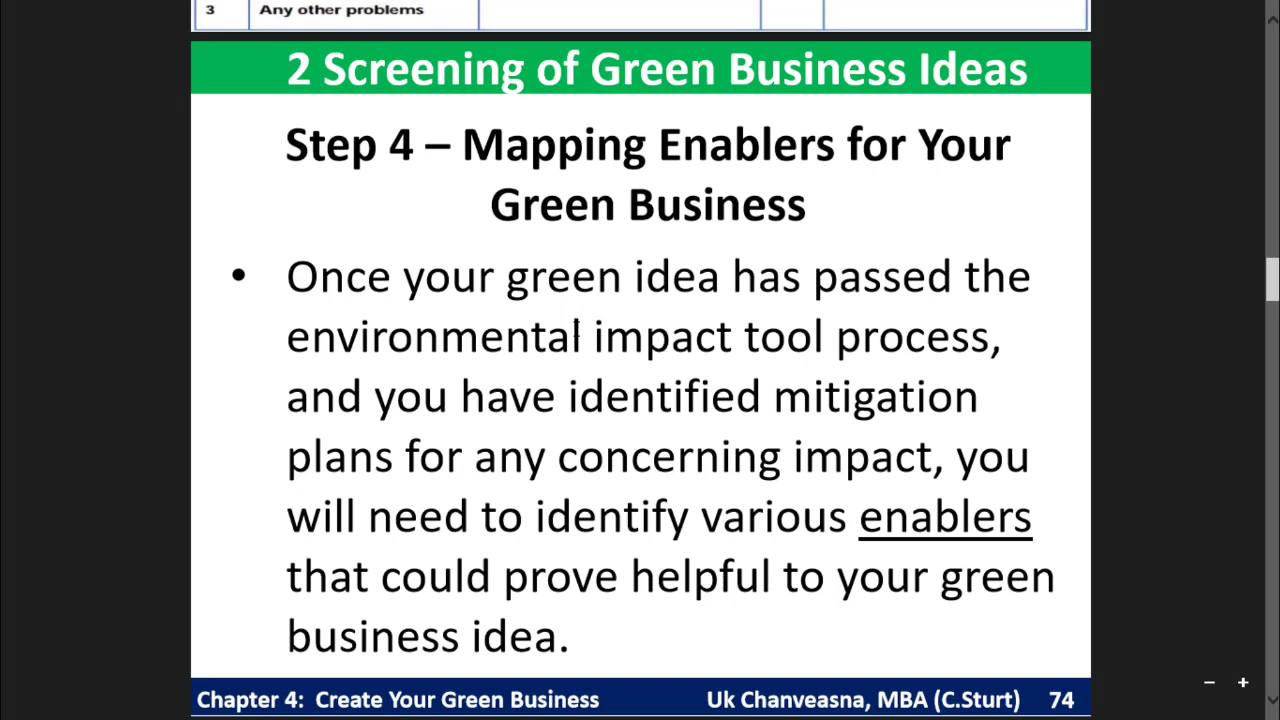 3 Any other problems
2 Screening of Green Business Ideas
Step 4 – Mapping Enablers for Your
Green Business
• Once your green idea has passed the
environmental impact tool process,
and you have identified mitigation
plans for any concerning impact, you
will need to identify various enablers
that could prove helpful to your green
business idea.
Chapter 4: Create Your Green Business Uk Chanveasna, MBA (C.Sturt) 74